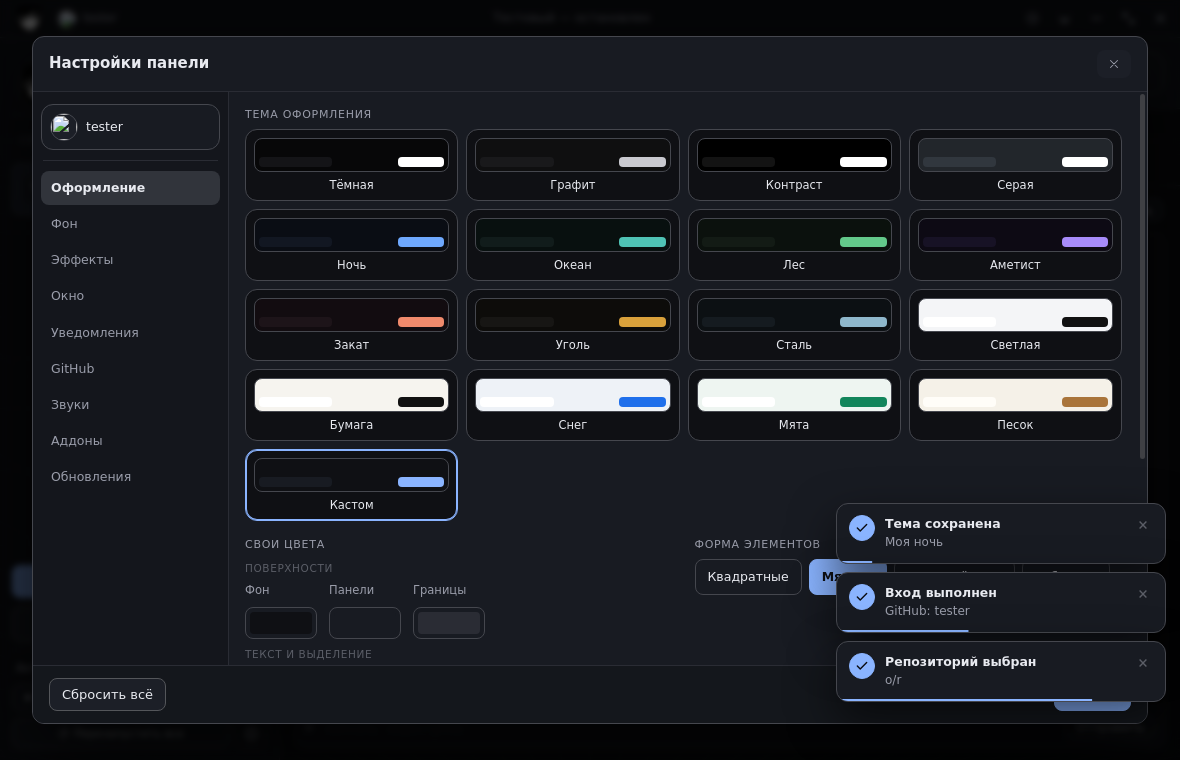 Настройки панели
tester
Оформление
Фон
Эффекты
Окно
Уведомления
GitHub
Звуки
Аддоны
Обновления
ТЕМА ОФОРМЛЕНИЯ
Тёмная
Графит
Контраст
Серая
Ночь
Океан
Лес
Аметист
Закат
Уголь
Сталь
Светлая
Бумага
Снег
Мята
Песок
Кастом
СВОИ ЦВЕТА
ПОВЕРХНОСТИ
Фон
Панели
Границы
ТЕКСТ И ВЫДЕЛЕНИЕ
ФОРМА ЭЛЕМЕНТОВ
Квадратные
Тема сохранена
Моя ночь
Вход выполнен
GitHub: tester
Репозиторий выбран
o/r
Сбросить всё